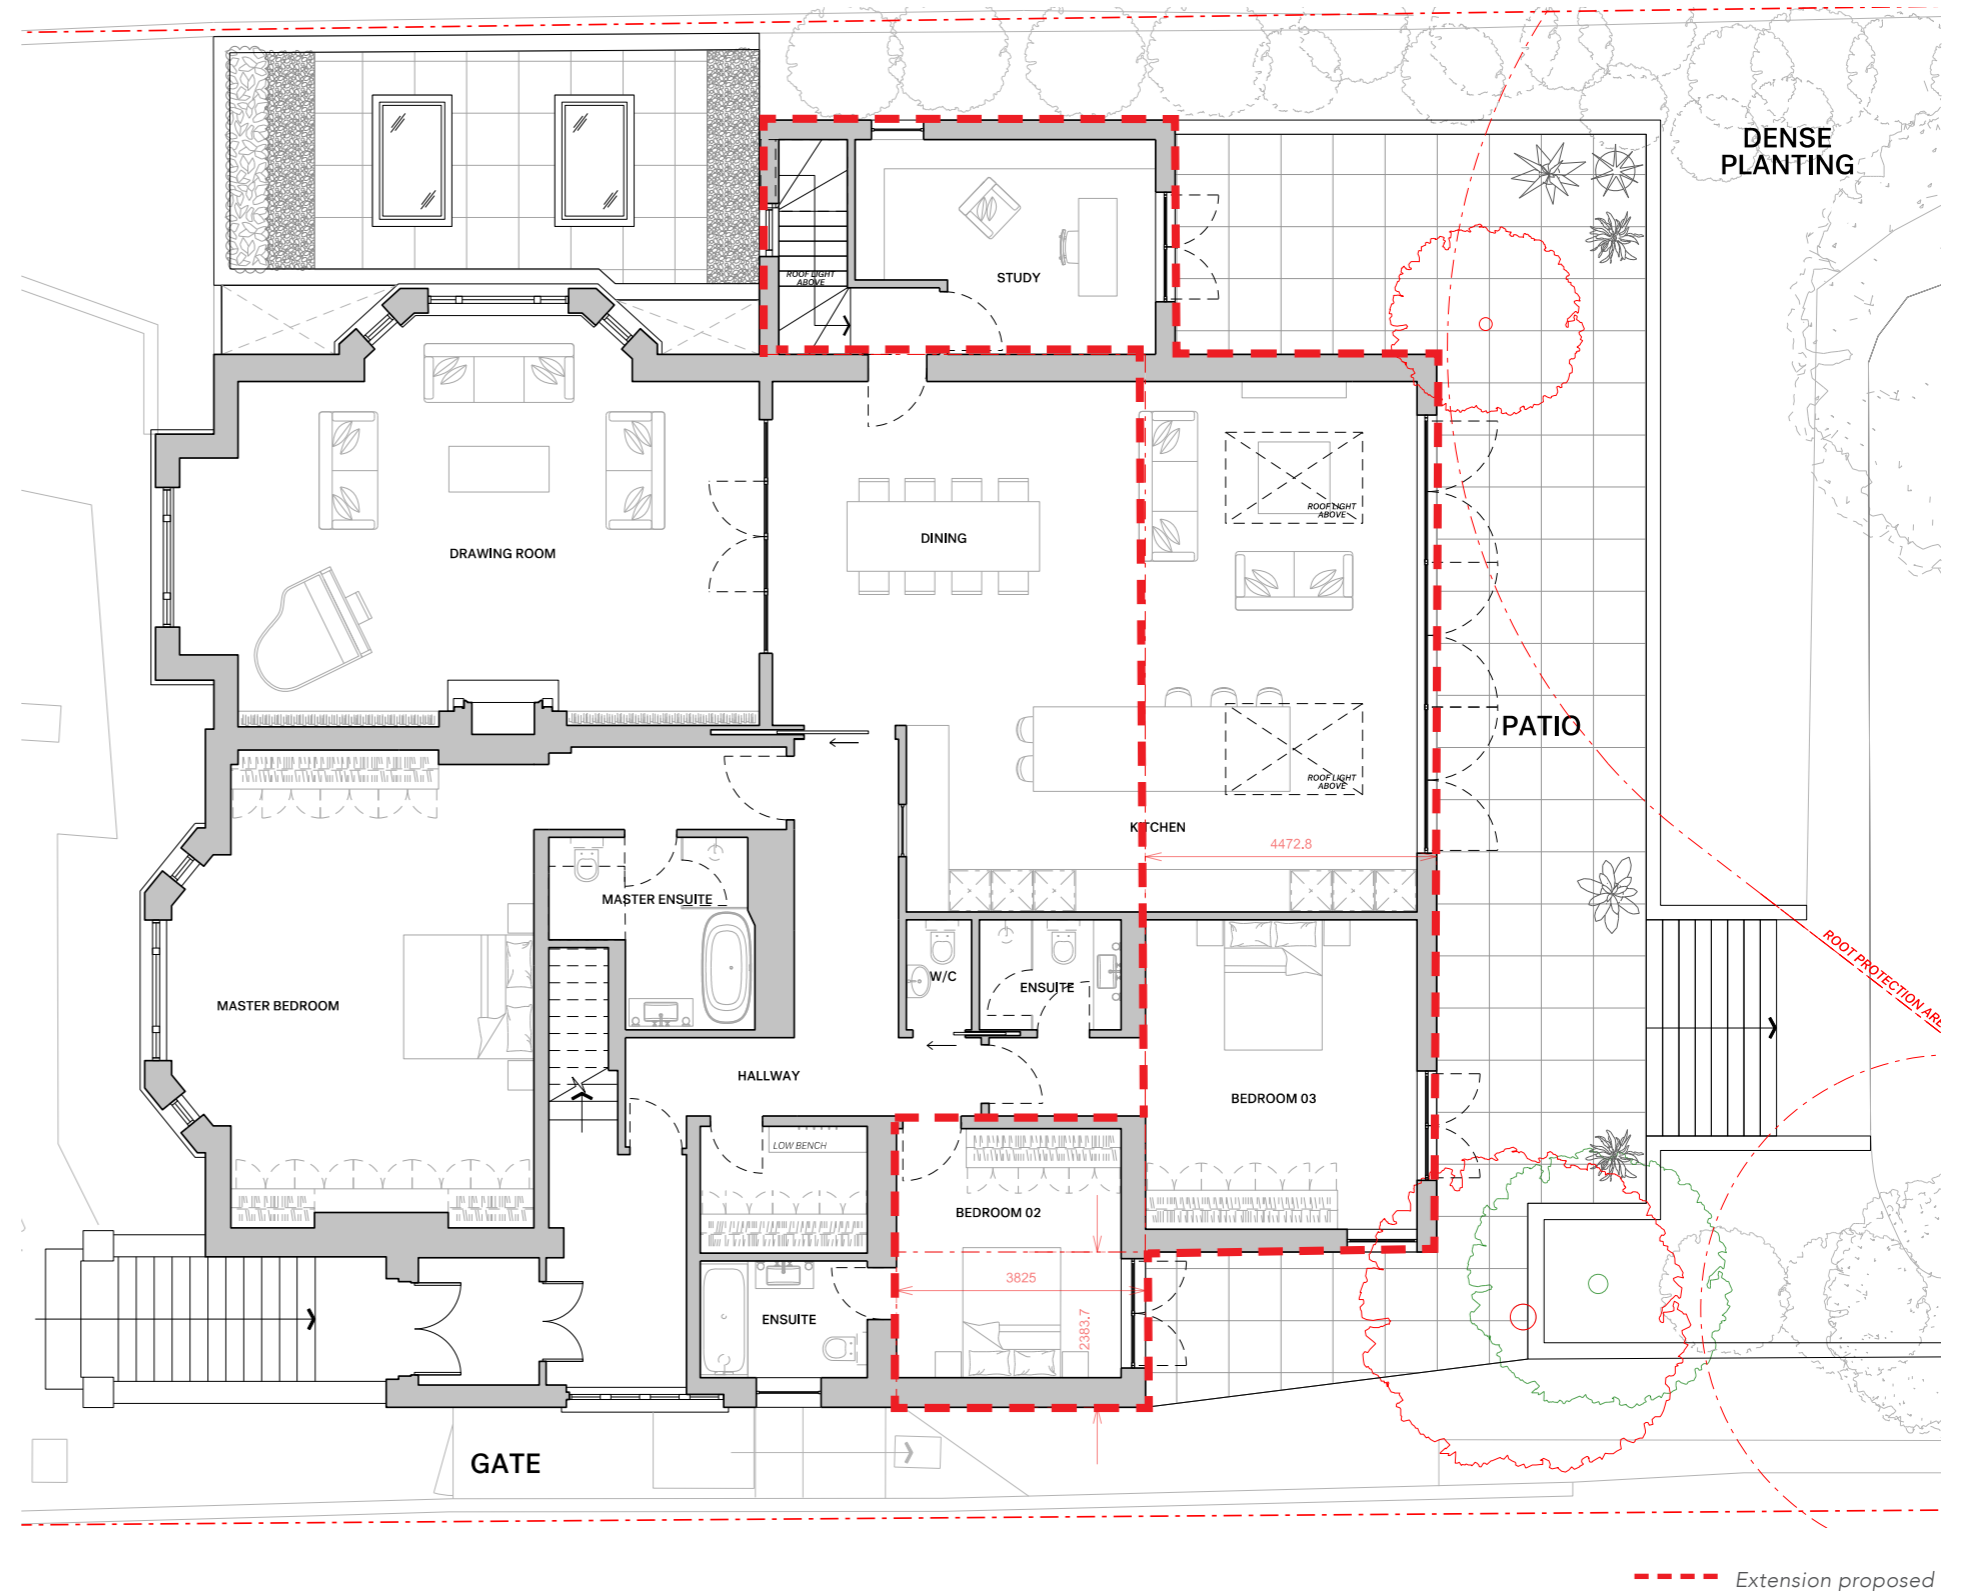 DENSE
PLANTING
ROOF LIGHT
ABOVE
STUDY
ROOF LIGHT
ABOVE
DINING
DRAWING ROOM
PATIO
ROOF LIGHT
ABOVE
KITCHEN
4472.8
MASTER ENSUITE
ROOT PROTECTION ARE
W/C
ENSUITE
MASTER BEDROOM
HALLWAY
BEDROOM 03
LOW BENCH
BEDROOM 02
3825
2383.7
ENSUITE
GATE
Extension proposed